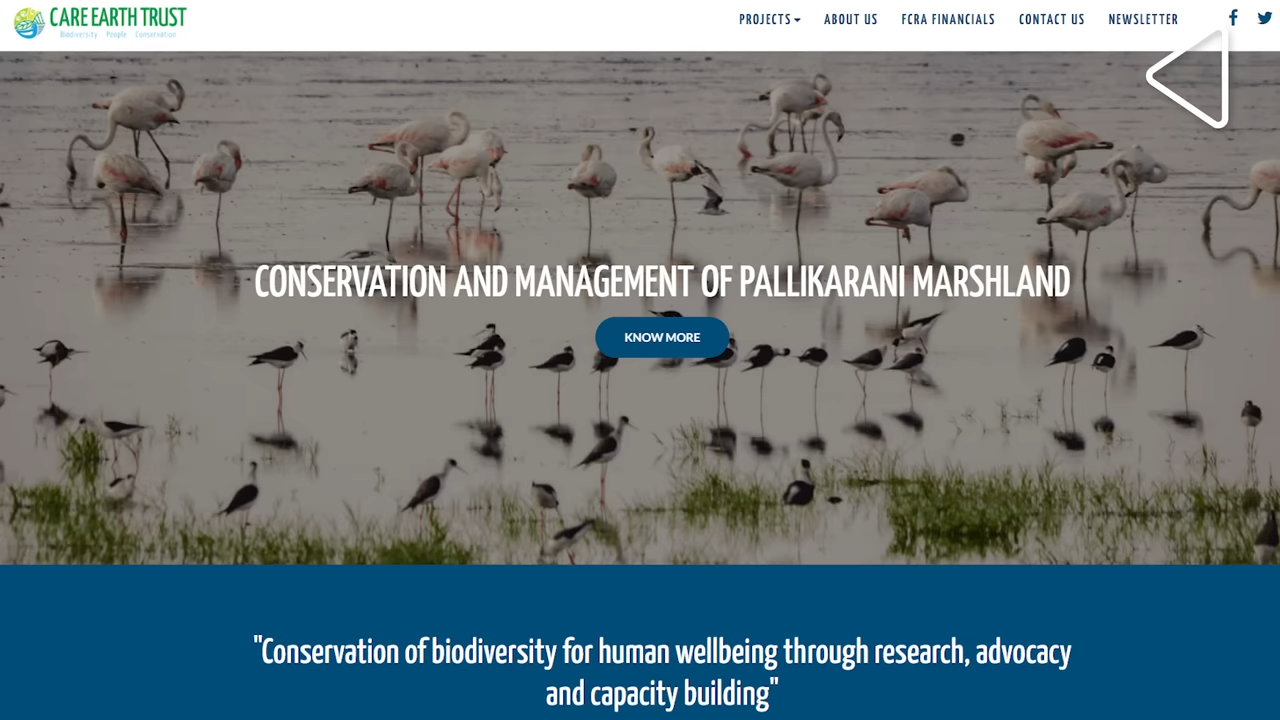 CARE EARTH TRUST
Biodiversity People Conservation
PROJECTS ABOUT US FCRA FINANCIALS CONTACT US NEWSLETTER
CONSERVATION AND MANAGEMENT OF PALLIKARANI MARSHLAND
KNOW MORE
"Conservation of biodiversity for human wellbeing through research, advocacy
and capacity building"